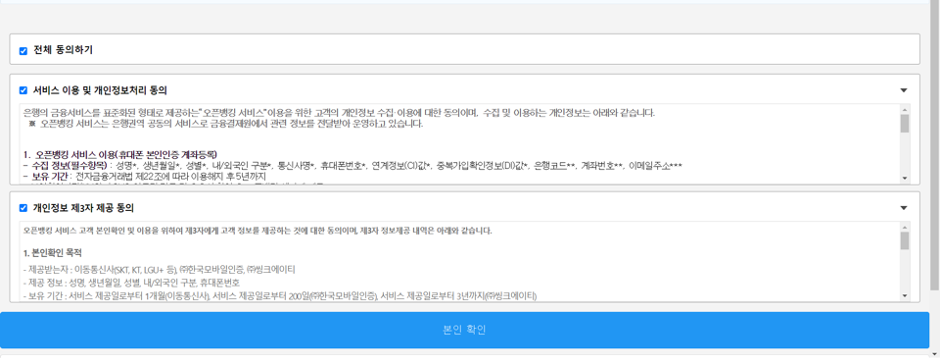 전체 동의하기
서비스 이용 및 개인정보처리 동의
은행의 금융서비스를 표준화된 형태로 제공하는"오픈뱅킹 서비스"이용을 위한 고객의 개인정보 수집·이용에 대한 동의이며, 수집 및 이용하는 개인정보는 아래와 같습니다.
※ 오픈뱅킹 서비스는 은행권역 공동의 서비스로 금융결제원에서 관련 정보를 전달받아 운영하고 있습니다.
1. 오픈뱅킹 서비스 이용(휴대폰 본인인증 계좌등록)
- 수집 정보(필수항목) : 성명*, 생년월일*, 성별*, 내/외국인 구분*, 통신사명*, 휴대폰번호*, 연계정보(CI)값*, 중복가입확인정보(DI)값*, 은행코드**, 계좌번호**, 이메일주소***
- 보유 기간 : 전자금융거래법 제22조에 따라 이용해지 후 5년까지
개인정보 제3자 제공 동의
오픈뱅킹 서비스 고객 본인확인 및 이용을 위하여 제3자에게 고객 정보를 제공하는 것에 대한 동의이며, 제3자 정보제공 내역은 아래와 같습니다.
1. 본인확인 목적
- 제공받는자 : 이동통신사(SKT, KT, LGU+ 등), ㈜한국모바일인증, ㈜씽크에이티
- 제공 정보 : 성명, 생년월일, 성별, 내/외국인 구분, 휴대폰번호
- 보유 기간 : 서비스 제공일로부터 1개월(이동통신사), 서비스 제공일로부터 200일(㈜한국모바일인증), 서비스 제공일로부터 3년까지(㈜씽크에이티)
본인 확인